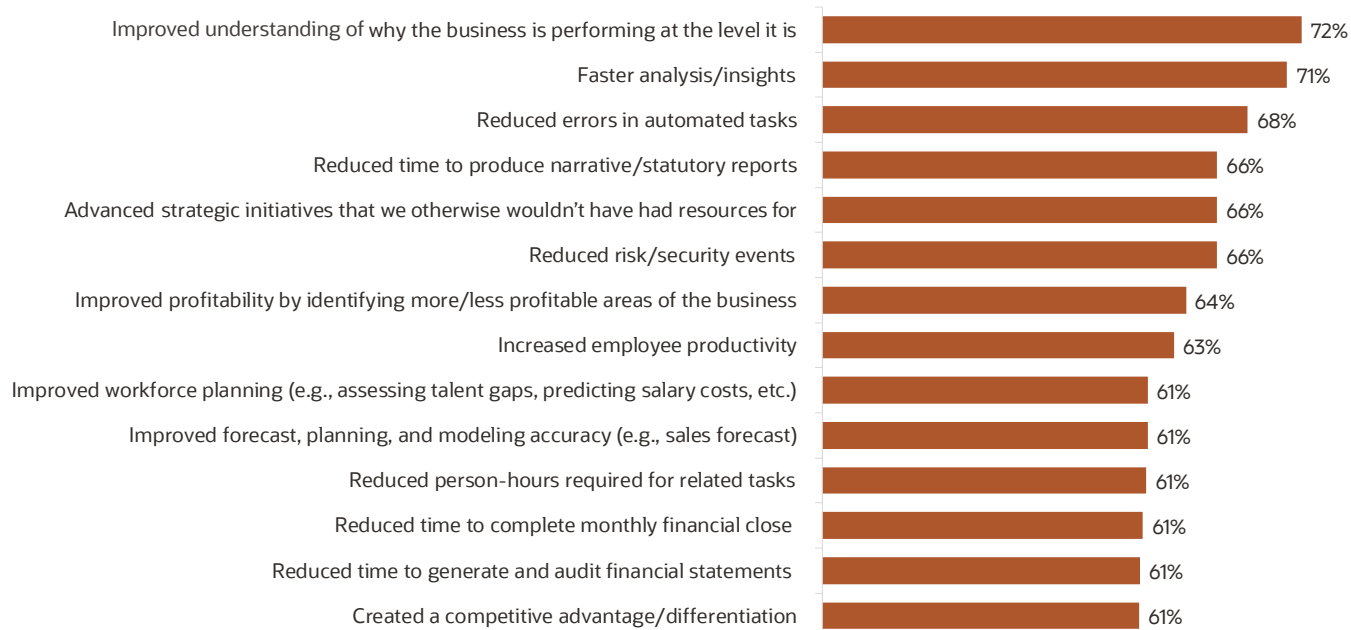 Improved understanding of why the business is performing at the level it is 72%
Faster analysis/insights 71%
Reduced errors in automated tasks 68%
Reduced time to produce narrative/statutory reports 66%
Advanced strategic initiatives that we otherwise wouldn’t have had resources for 66%
Reduced risk/security events 66%
Improved profitability by identifying more/less profitable areas of the business 64%
Increased employee productivity 63%
Improved workforce planning (e.g., assessing talent gaps, predicting salary costs, etc.) 61%
Improved forecast, planning, and modeling accuracy (e.g., sales forecast) 61%
Reduced person-hours required for related tasks 61%
Reduced time to complete monthly financial close 61%
Reduced time to generate and audit financial statements 61%
Created a competitive advantage/differentiation 61%